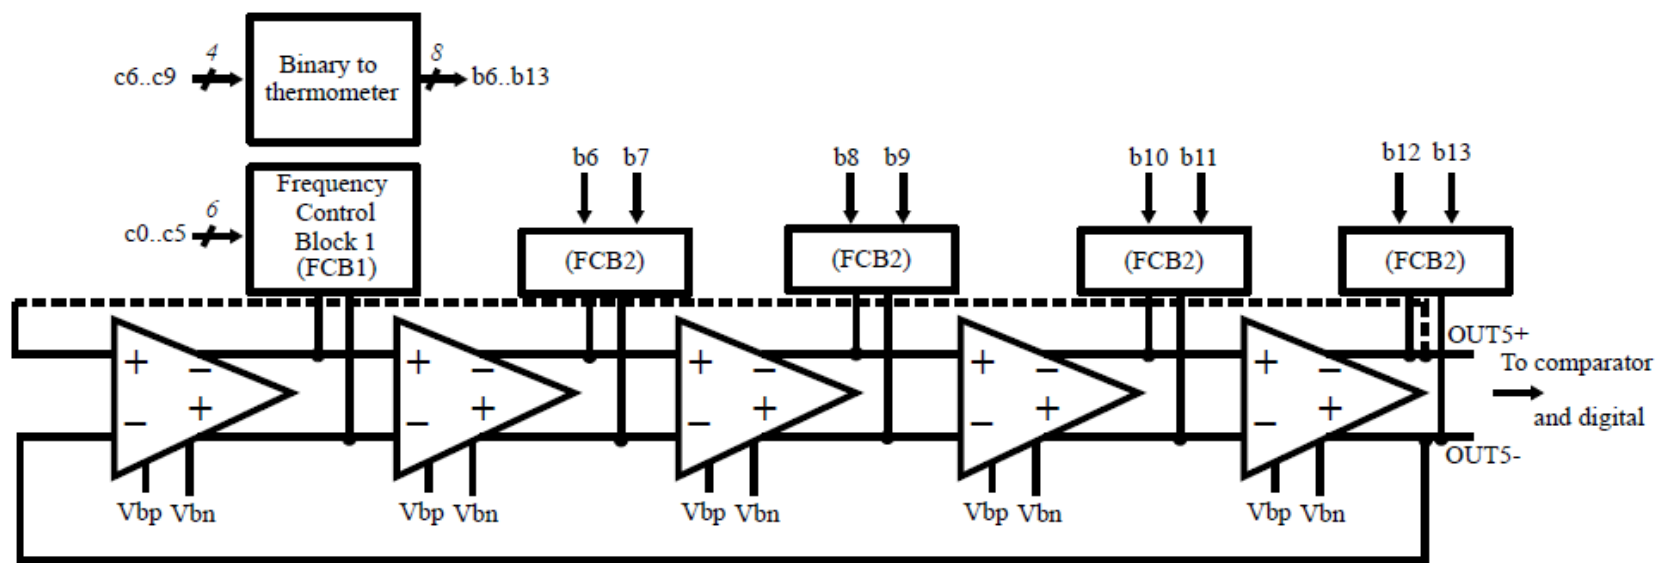 4
8
c6..c9
Binary to
thermometer
b6..b13
b6 b7
b8 b9
b10 b11
b12 b13
6
c0..c5
Frequency
Control
Block 1
(FCB1)
(FCB2)
(FCB2)
(FCB2)
(FCB2)
OUT5+
To comparator
and digital
OUT5-
+ −
− +
+ −
− +
+ −
− +
+ −
− +
+ −
− +
Vbp Vbn
Vbp Vbn
Vbp Vbn
Vbp Vbn
Vbp Vbn